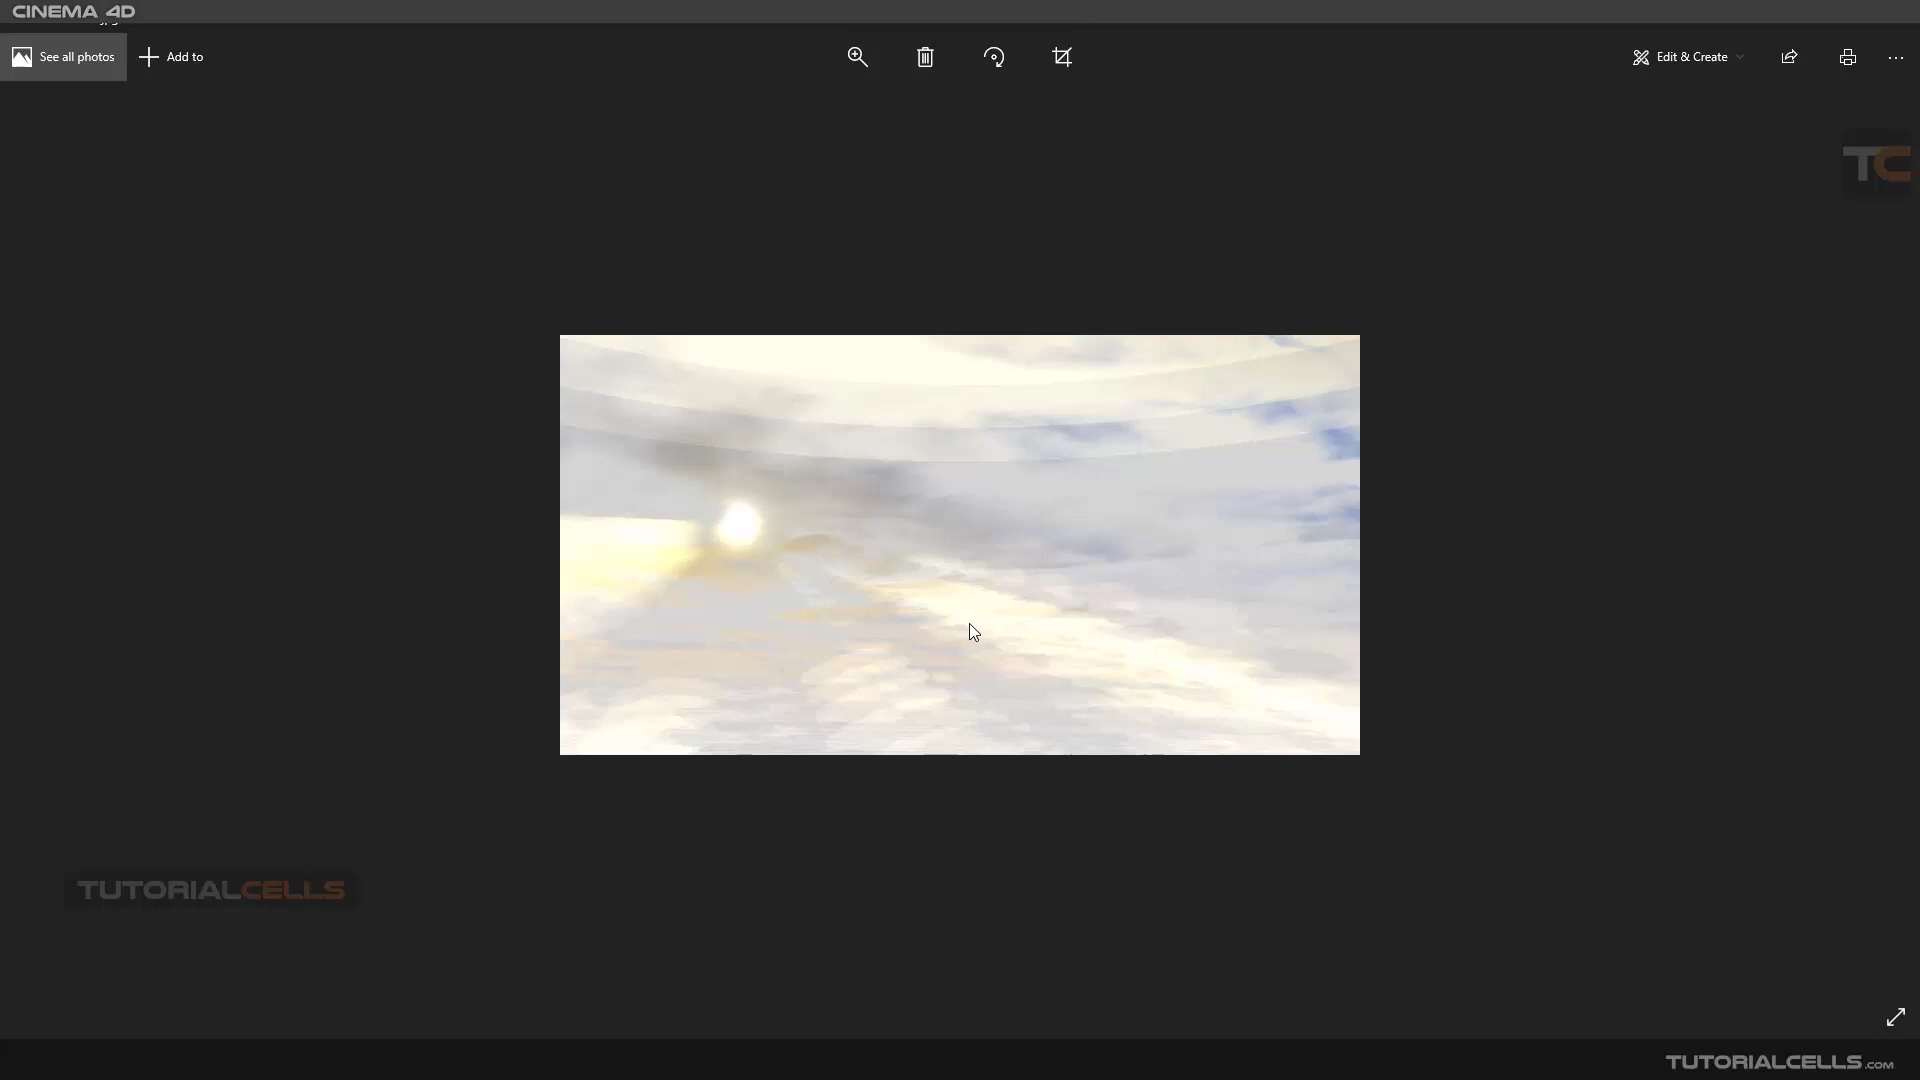 CINEMA 4D
See all photos
Add to
Edit & Create
TC
TUTORIALCELLS
TUTORIALCELLS.COM